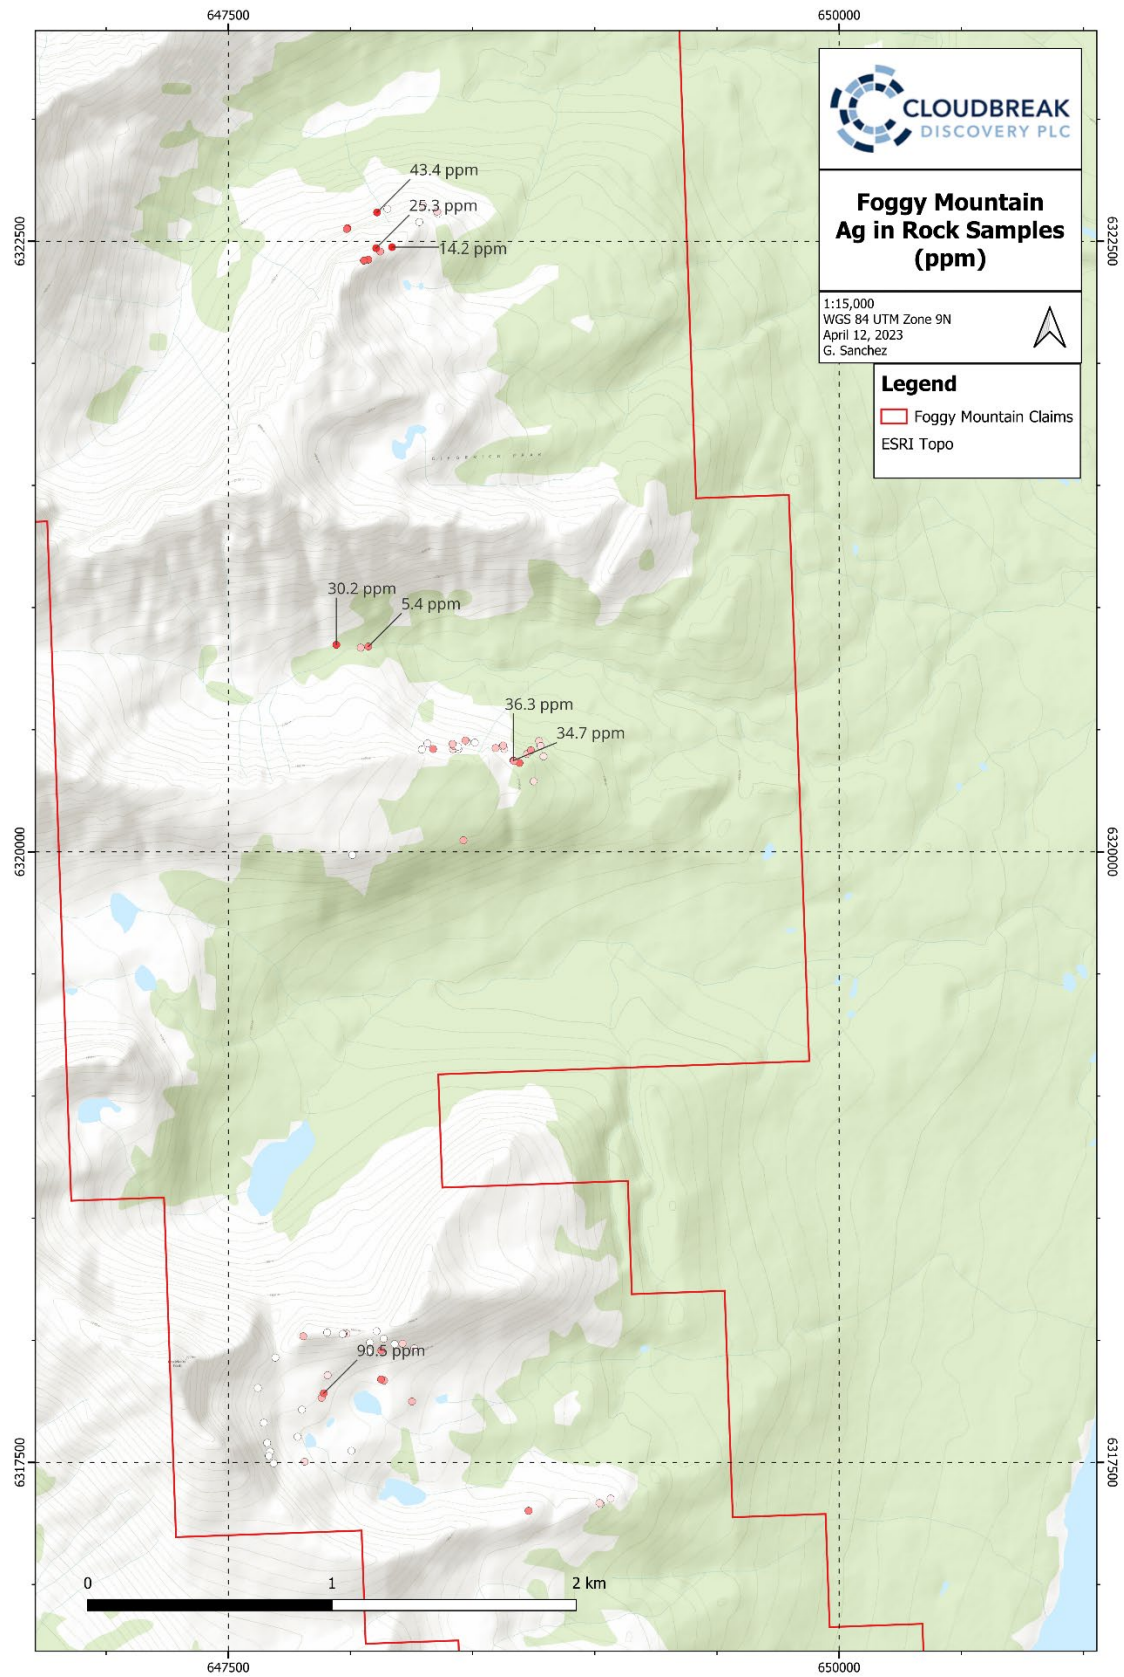 647500
650000
CLOUDBREAK
DISCOVERY PLC
Foggy Mountain
Ag in Rock Samples
(ppm)
1:15,000
WGS 84 UTM Zone 9N
April 12, 2023
G. Sanchez
Legend
Foggy Mountain Claims
ESRI Topo
43.4 ppm
25.3 ppm
14.2 ppm
6322500
6322500
30.2 ppm
5.4 ppm
36.3 ppm
34.7 ppm
6320000
6320000
90.5 ppm
6317500
6317500
0
1
2 km
647500
650000